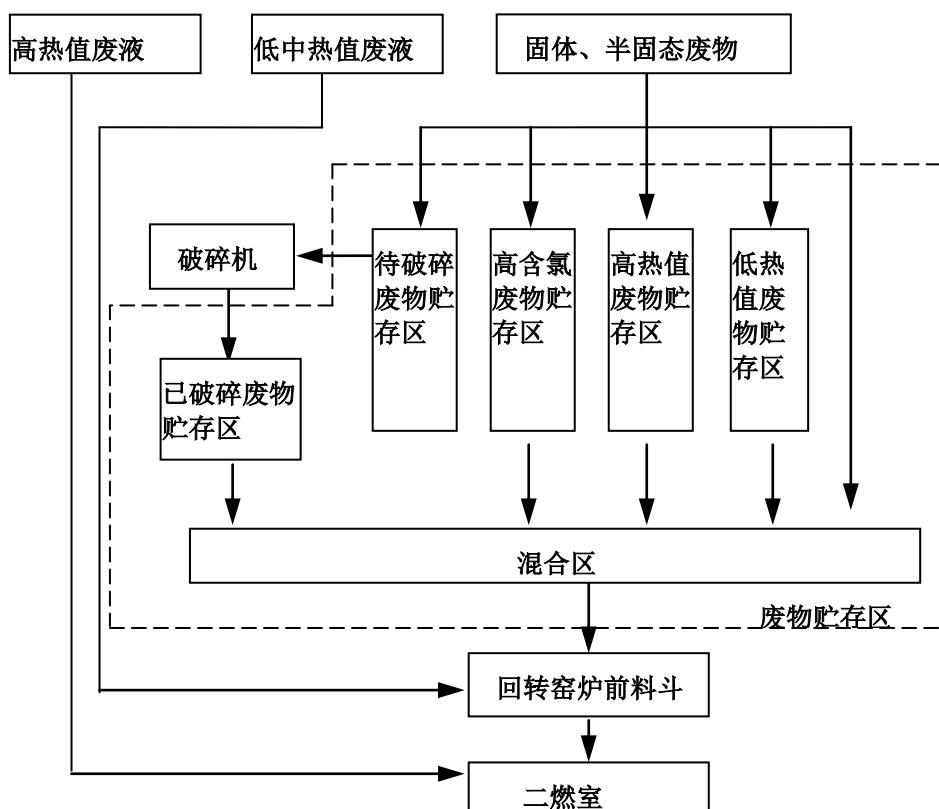 高热值废液
低中热值废液
固体、半固态废物
破碎机
待破碎
废物贮
存区
高含氯
废物贮
存区
高热值
废物贮
存区
低热
值废
物贮
存区
已破碎废物
贮存区
混合区
废物贮存区
回转窑炉前料斗
二燃室